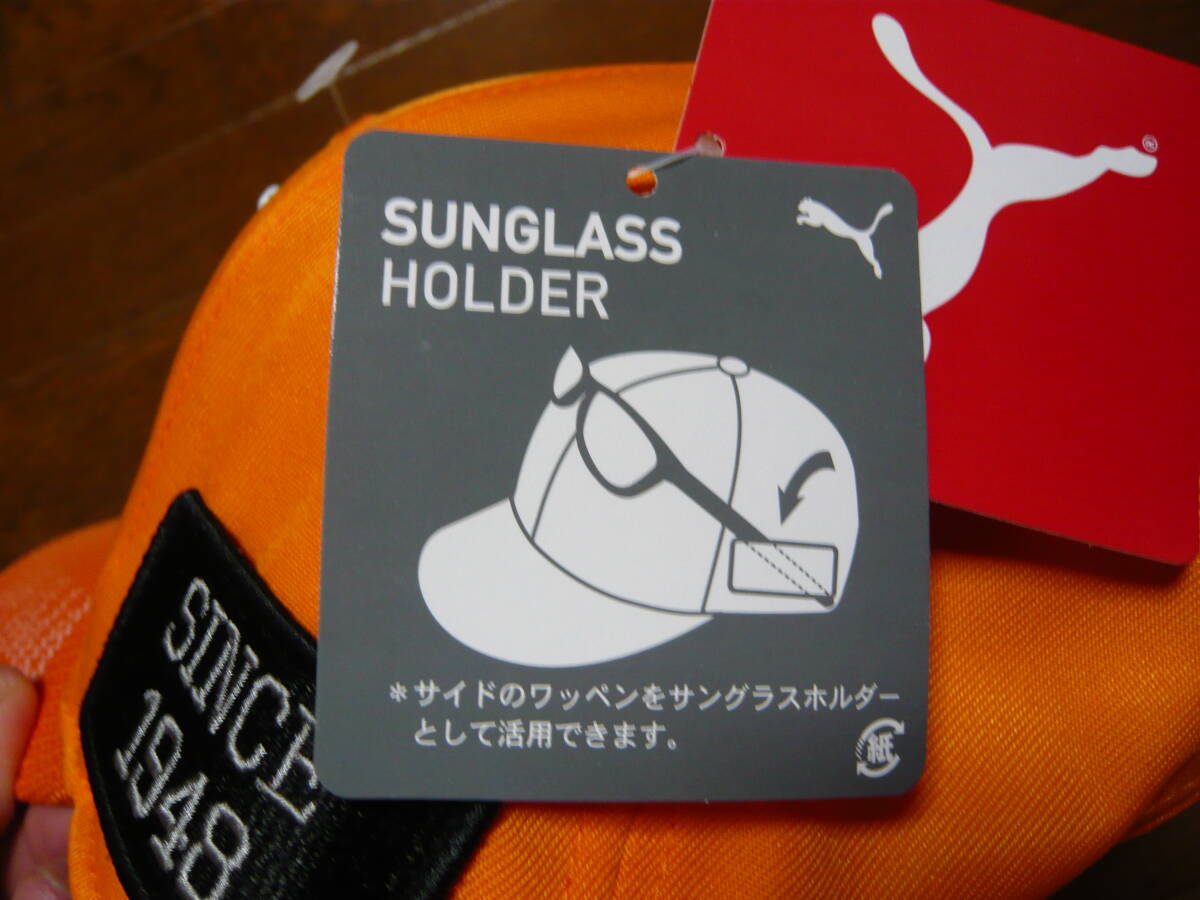 SUNGLASS
HOLDER
®
＊サイドのワッペンをサングラスホルダー
として活用できます。
紙
SINCE
1948